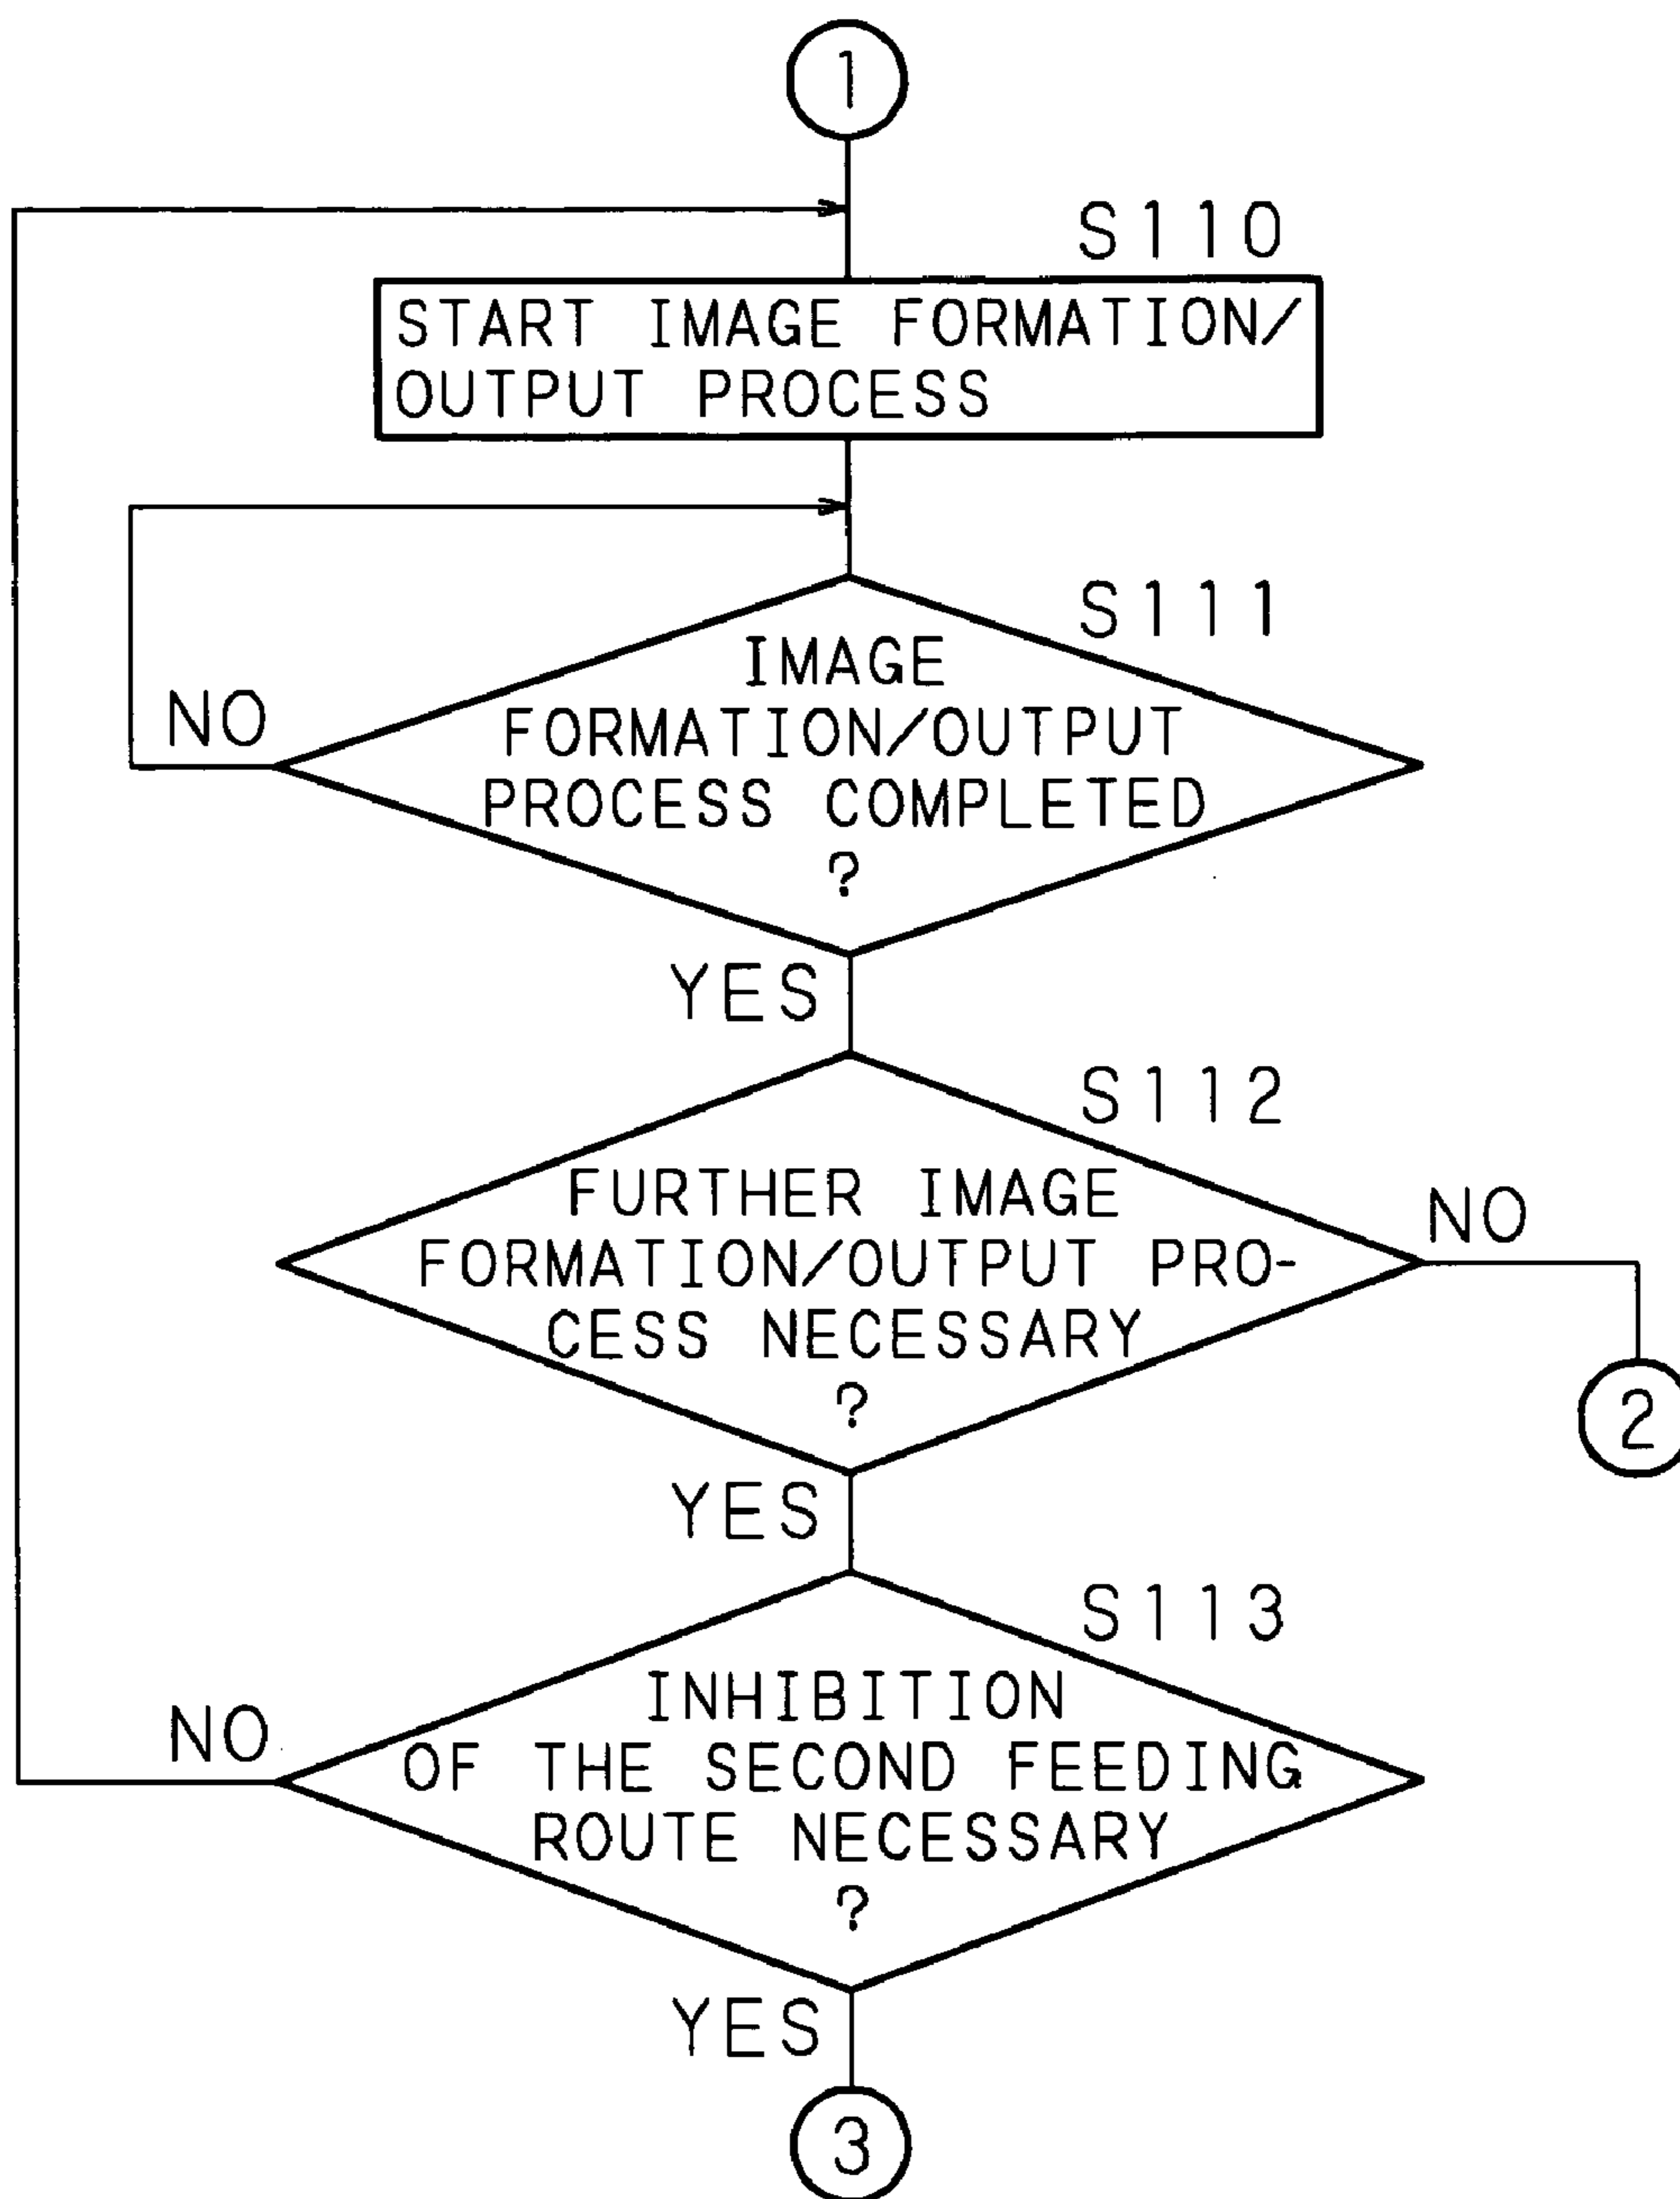 1
S110
START IMAGE FORMATION/
OUTPUT PROCESS
S111
IMAGE
FORMATION/OUTPUT
PROCESS COMPLETED
?
NO
YES
S112
FURTHER IMAGE
FORMATION/OUTPUT PRO-
CESS NECESSARY
?
NO
2
YES
S113
INHIBITION
OF THE SECOND FEEDING
ROUTE NECESSARY
?
NO
YES
3